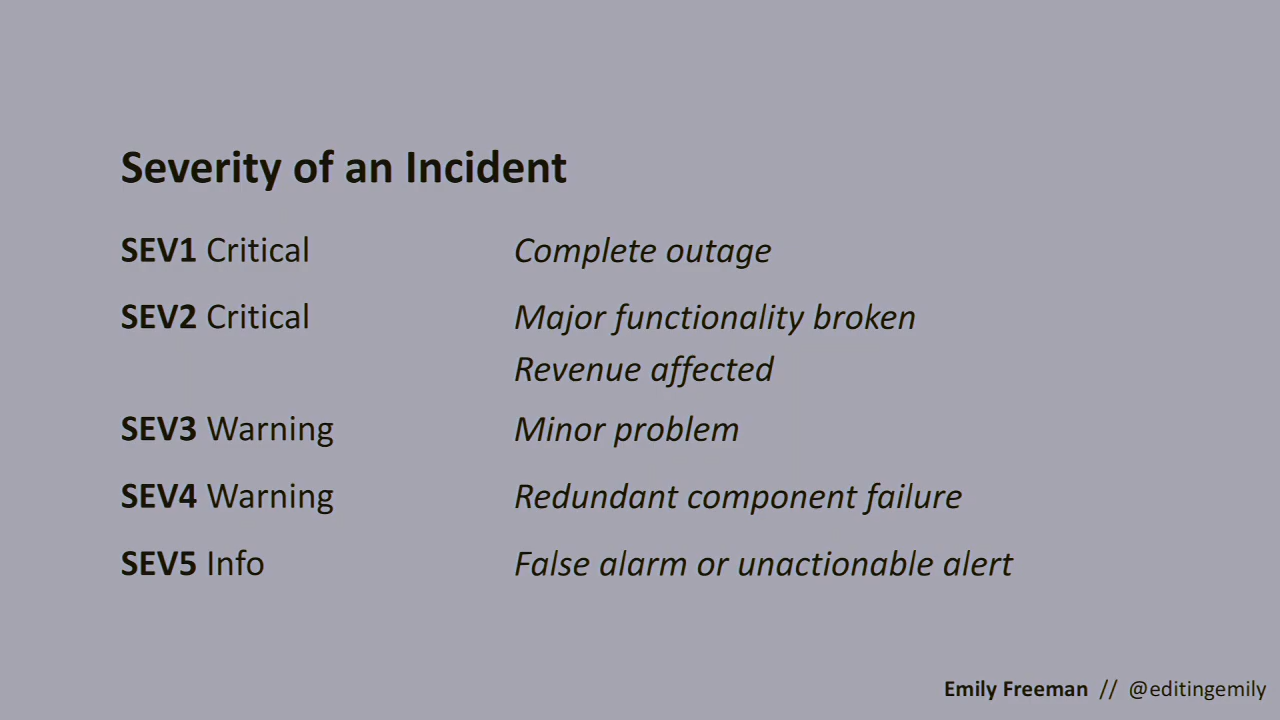 Severity of an Incident
SEV1 Critical Complete outage
SEV2 Critical Major functionality broken
Revenue affected
SEV3 Warning Minor problem
SEV4 Warning Redundant component failure
SEV5 Info False alarm or unactionable alert
Emily Freeman // @editingemily